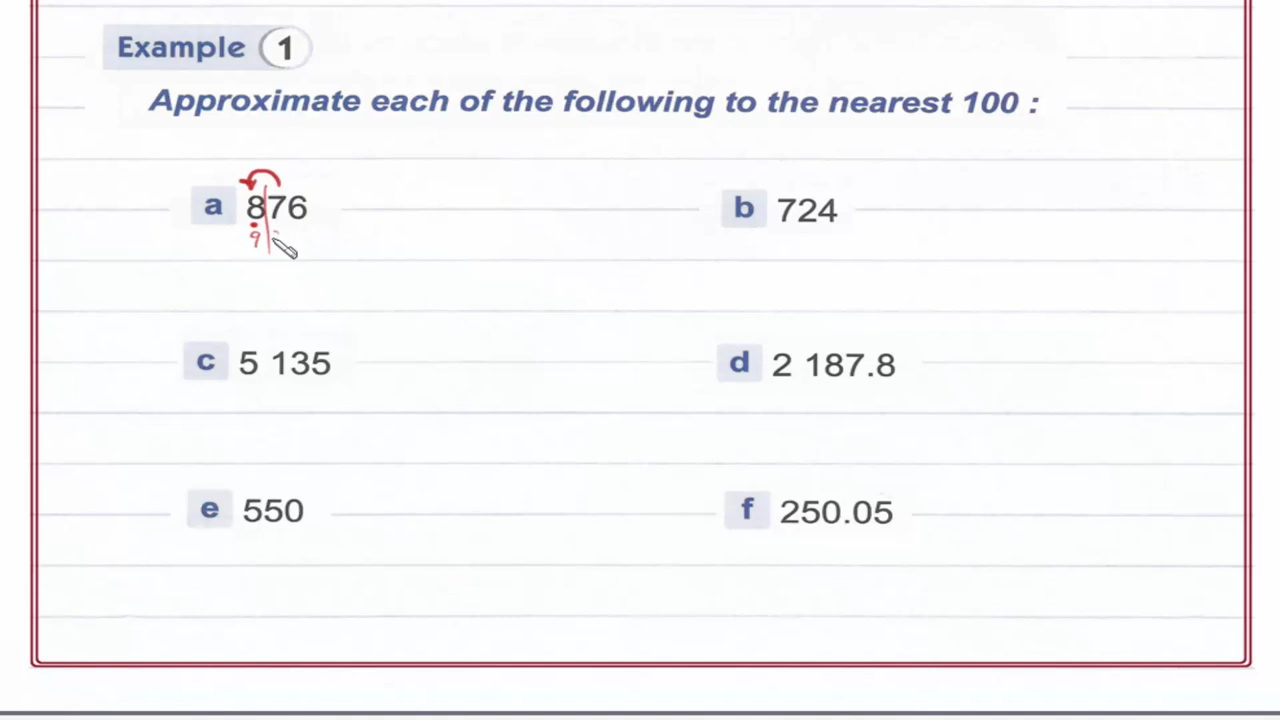 Example 1
Approximate each of the following to the nearest 100 :
a 876
b 724
9
c 5 135
d 2 187.8
e 550
f 250.05